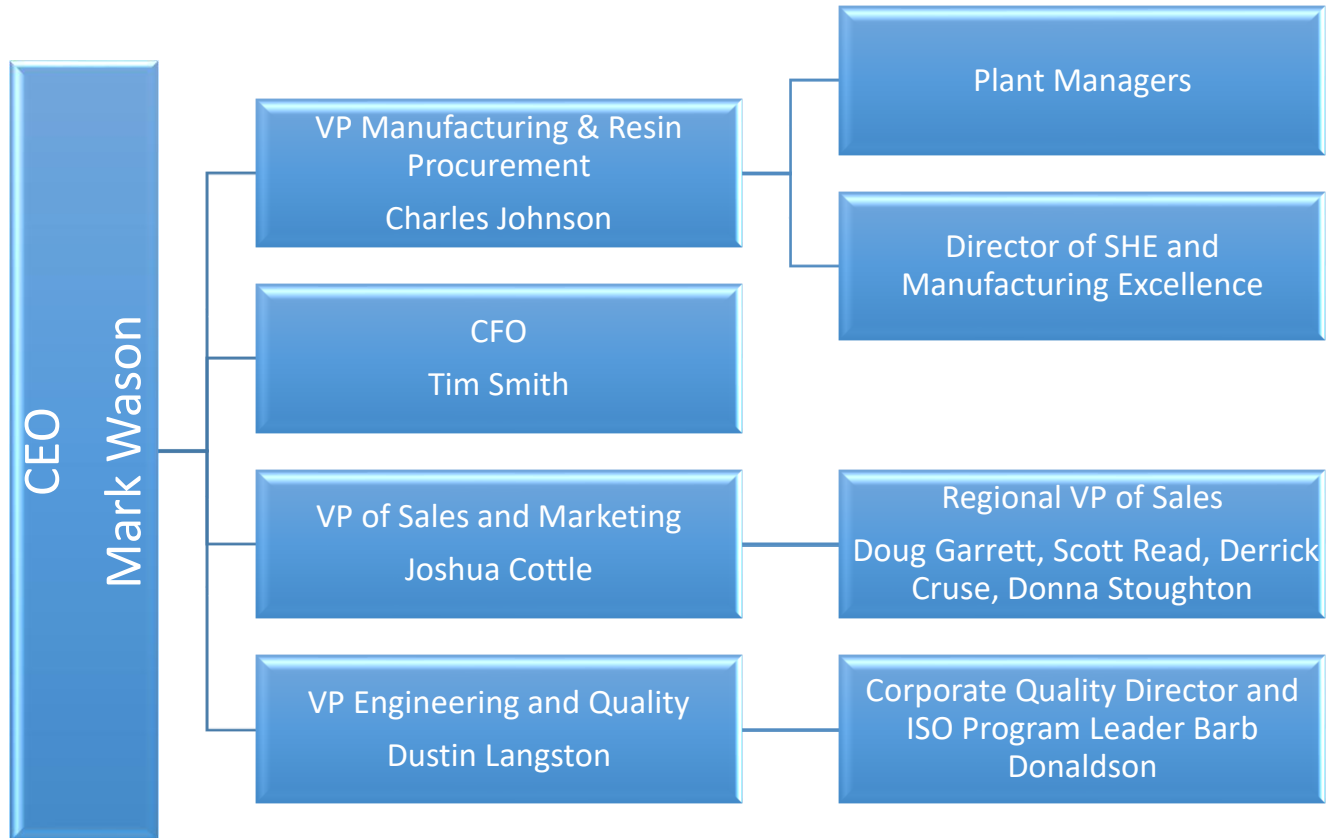 CEO
Mark Wason
VP Manufacturing & Resin
Procurement
Charles Johnson
Plant Managers
Director of SHE and
Manufacturing Excellence
CFO
Tim Smith
VP of Sales and Marketing
Joshua Cottle
Regional VP of Sales
Doug Garrett, Scott Read, Derrick
Cruse, Donna Stoughton
VP Engineering and Quality
Dustin Langston
Corporate Quality Director and
ISO Program Leader Barb
Donaldson